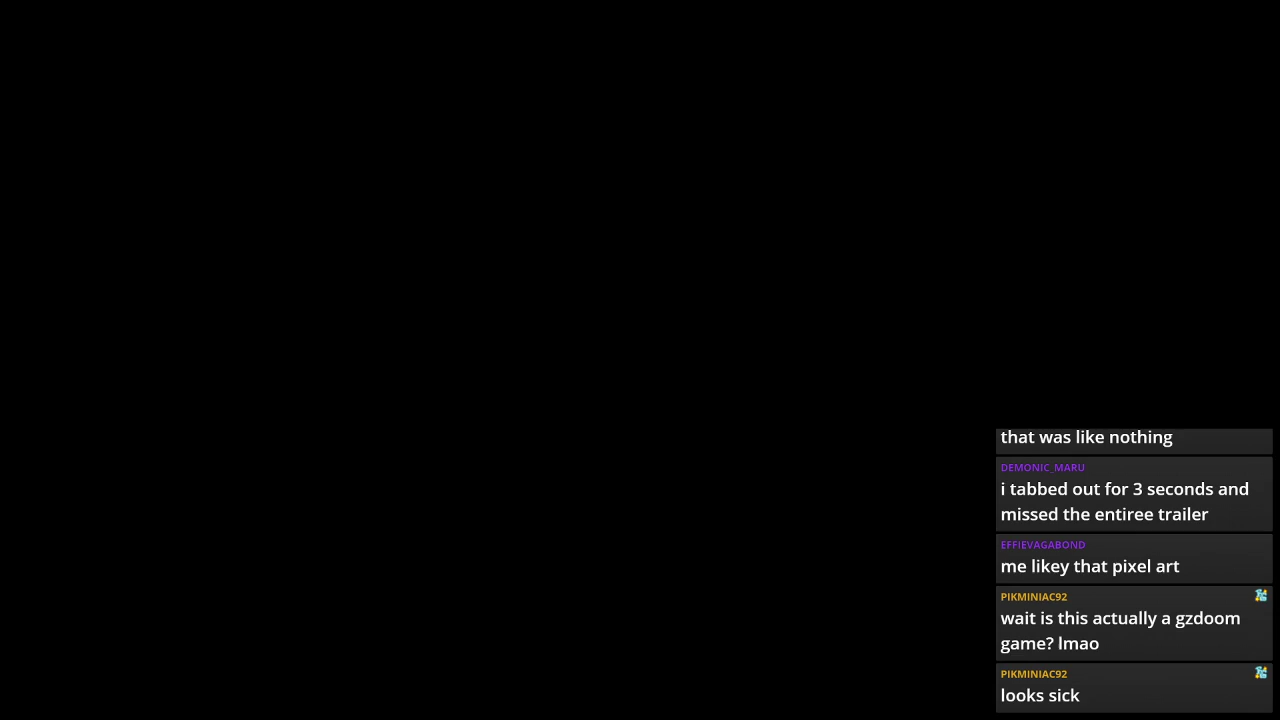 that was like nothing
DEMONIC_MARU
i tabbed out for 3 seconds and
missed the entiree trailer
EFFIEVAGABOND
me likey that pixel art
PIKMINIAC92
wait is this actually a gzdoom
game? lmao
PIKMINIAC92
looks sick